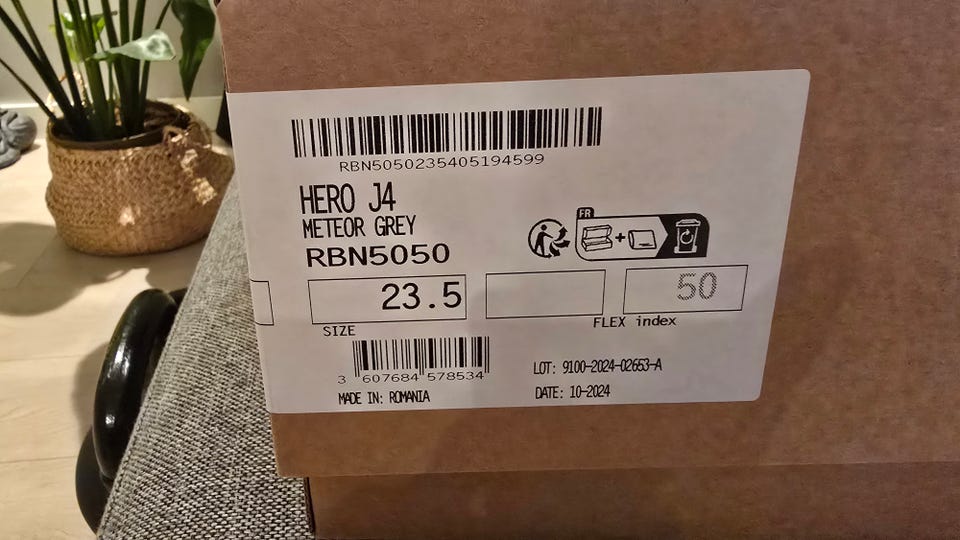 RBN5050235405194599
HERO J4
METEOR GREY
RBN5050
FR
+
23.5
50
SIZE
FLEX index
3 607684 578534
LOT: 9100-2024-02653-A
MADE IN: ROMANIA
DATE: 10-2024